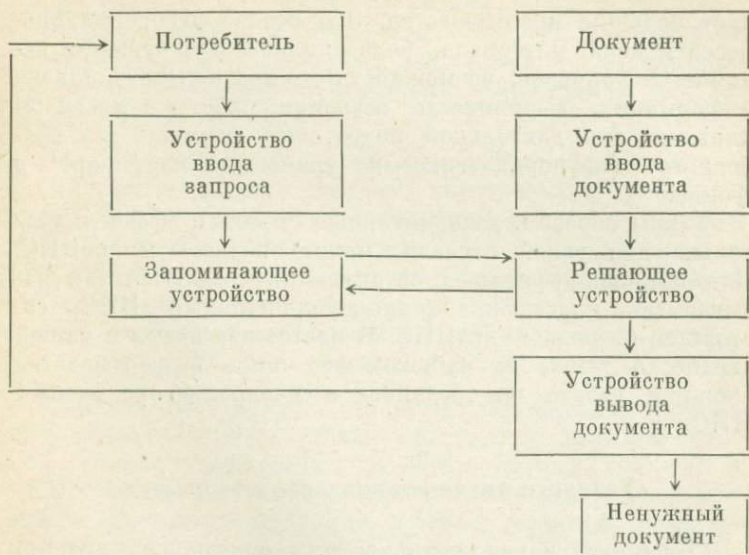 Потребитель
Документ
Устройство
ввода
запроса
Устройство
ввода
документа
Запоминающее
устройство
Решающее
устройство
Устройство
вывода
документа
Ненужный
документ